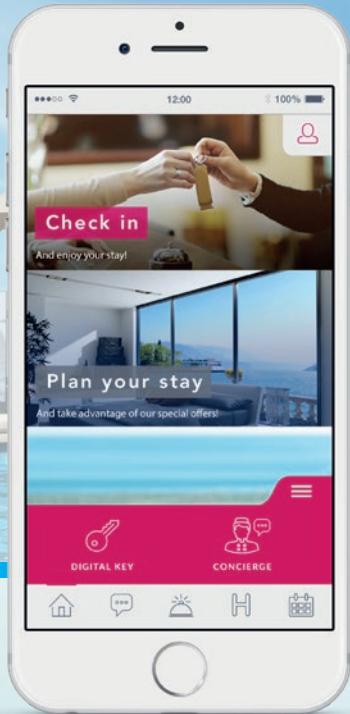 12:00
100%
Check in
And enjoy your stay!
Plan your stay
And take advantage of our special offers!
DIGITAL KEY
CONCIERGE
H